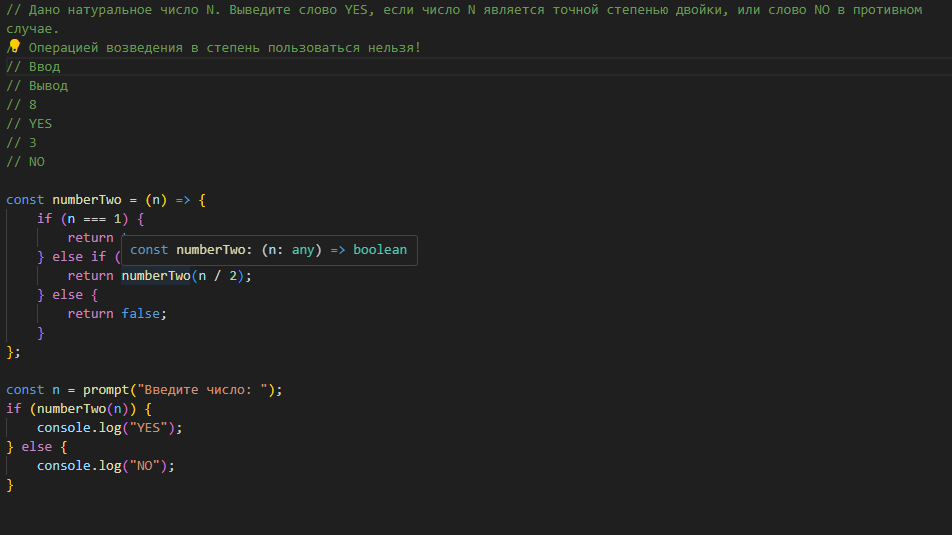 // Дано натуральное число N. Выведите слово YES, если число N является точной степенью двойки, или слово NO в противном
случае.
Операцией возведения в степень пользоваться нельзя!
// Ввод
// Вывод
// 8
// YES
// 3
// NO
const numberTwo = (n) => {
if (n === 1) {
return
const numberTwo: (n: any) => boolean
} else if (
return numberTwo(n / 2);
} else {
return false;
}
};
const n = prompt("Введите число: ");
if (numberTwo(n)) {
console.log("YES");
} else {
console.log("NO");
}